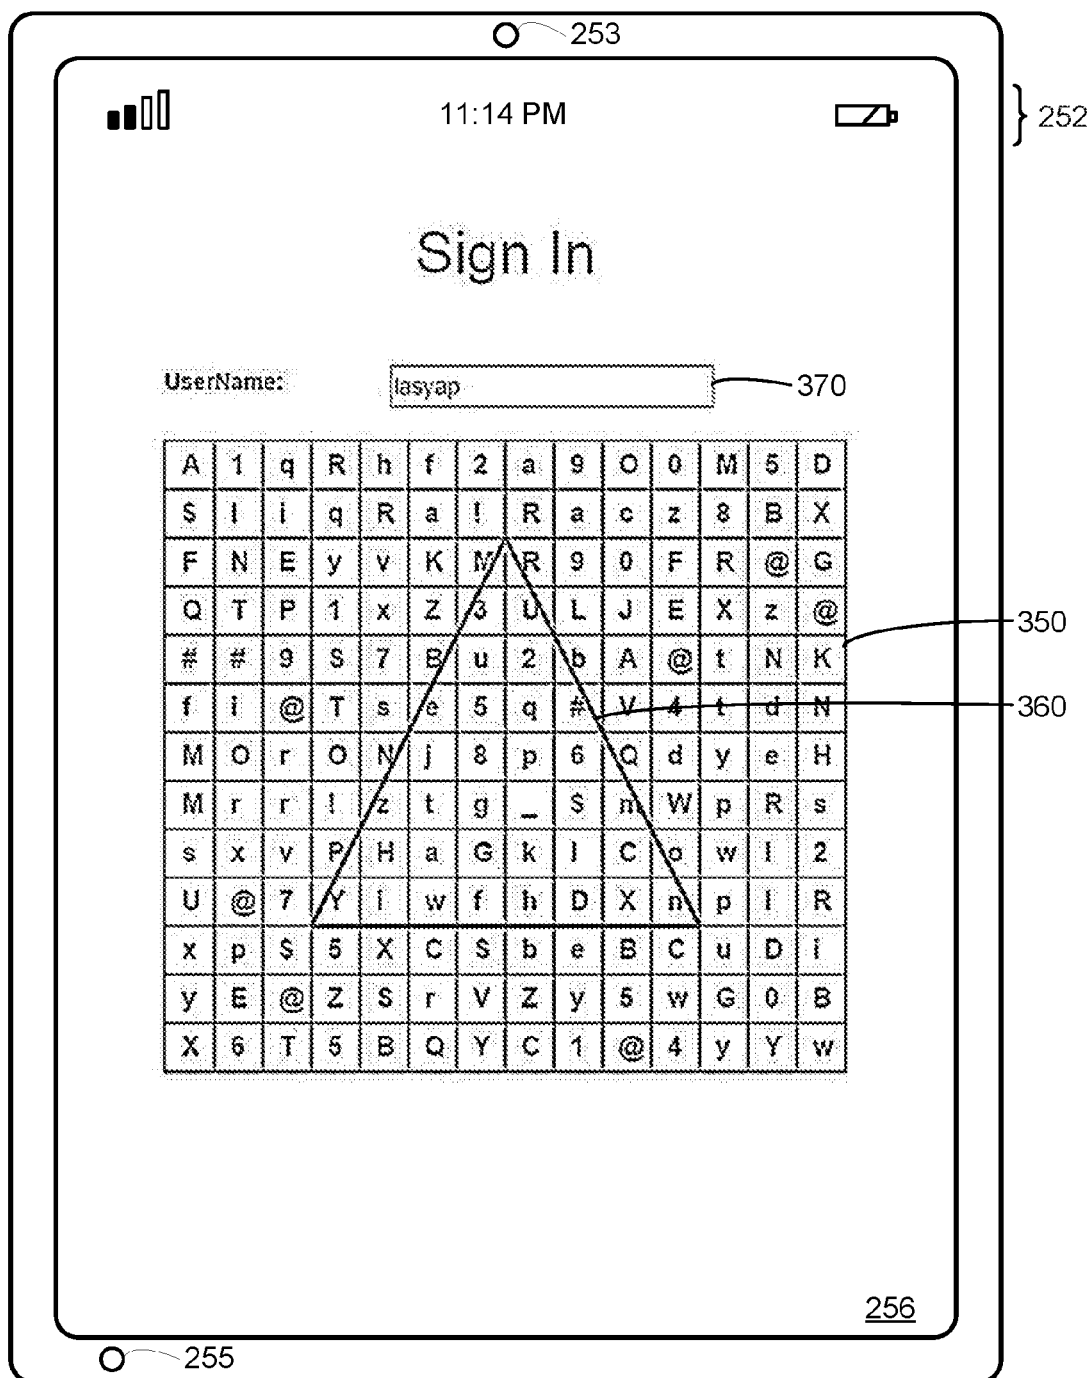 253
11:14 PM
252
Sign In
UserName:
lasyap
370
A 1 q R h f 2 a 9 O 0 M 5 D
$ I i q R a ! R a c z 8 B X
F N E y v K M R 9 0 F R @ G
Q T P 1 x Z 3 U L J E X z @
350
# # 9 S 7 B u 2 b A @ t N K
f i @ T s e 5 q # V 4 t d N
360
M O r O N j 8 p 6 Q d y e H
M r r ! z t g _ $ m W p R s
s x v P H a G k I C o w I 2
U @ 7 Y i w f h D X n p I R
x p $ 5 X C S b e B C u D i
y E @ Z S r V Z y 5 w G 0 B
X 6 T 5 B Q Y C 1 @ 4 y Y w
256
255